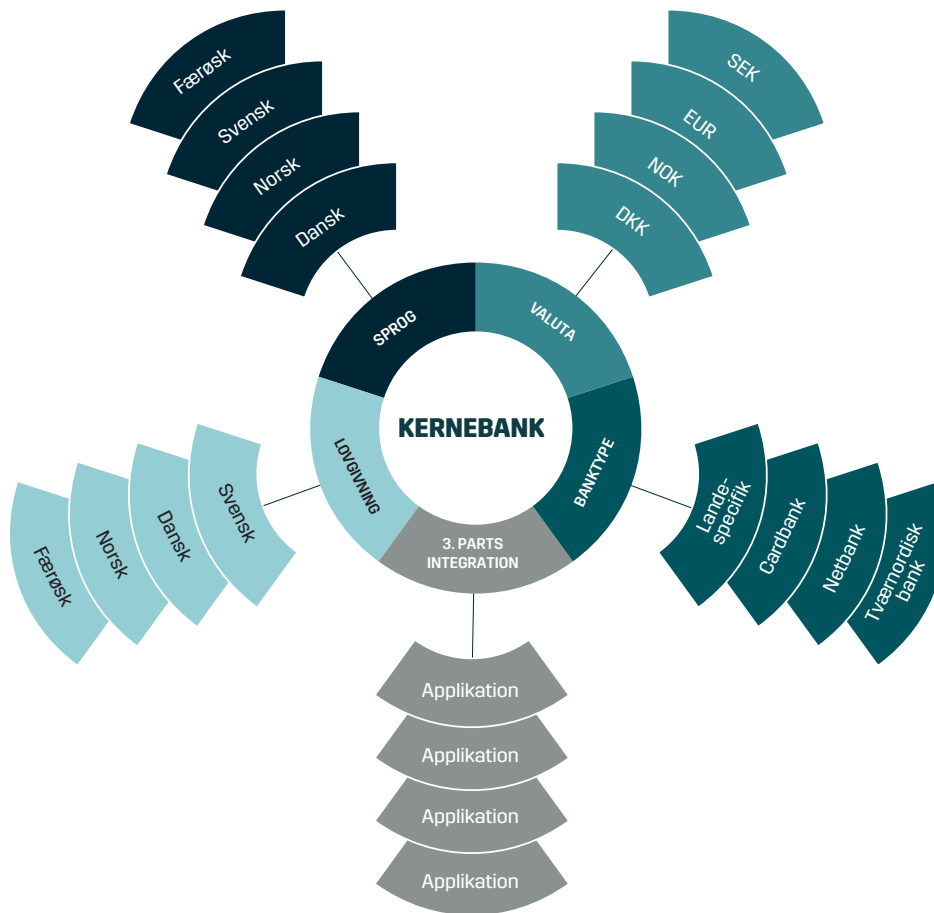 Færøsk
Svensk
Norsk
Dansk
SEK
EUR
NOK
DKK
SPROG
VALUTA
KERNEBANK
LOVGIVNING
BANKTYPE
3. PARTS
INTEGRATION
Svensk
Dansk
Norsk
Færøsk
Lande-
specifik
Cardbank
Netbank
Tværnordisk
bank
Applikation
Applikation
Applikation
Applikation